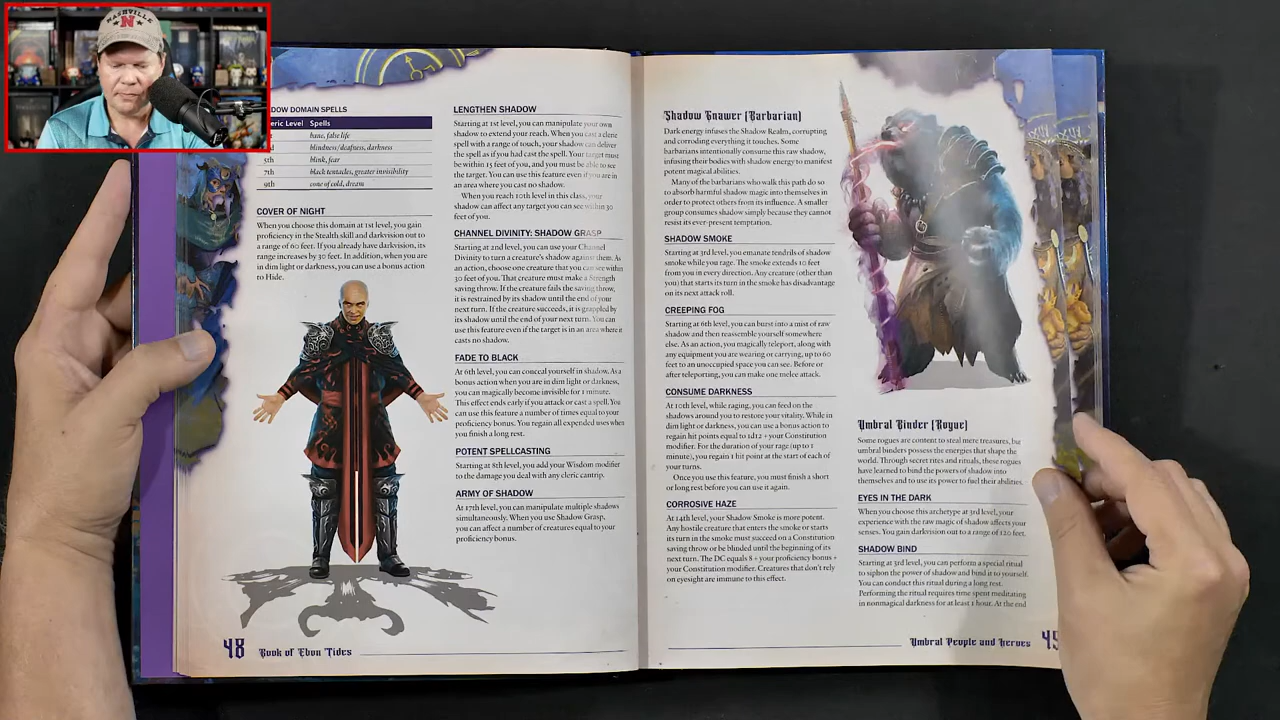 NASHVILLE
N
DOW DOMAIN SPELLS
eric Level Spells
bane, false life
blindness/deafness, darkness
5th blink, fear
7th black tentacles, greater invisibility
9th cone of cold, dream
COVER OF NIGHT
When you choose this domain at 1st level, you gain
proficiency in the Stealth skill and darkvision out to
a range of 60 feet. If you already have darkvision, its
range increases by 30 feet. In addition, when you are
in dim light or darkness, you can use a bonus action
to Hide.
LENGTHEN SHADOW
Starting at 1st level, you can manipulate your own
shadow to extend your reach. When you cast a cleric
spell with a range of touch, your shadow can deliver
the spell as if you had cast the spell. Your target must
be within 15 feet of you, and you must be able to see
the target. You can use this feature even if you are in
an area where you cast no shadow.
When you reach 10th level in this class, your
shadow can affect any target you can see within 30
feet of you.
CHANNEL DIVINITY: SHADOW GRASP
Starting at 2nd level, you can use your Channel
Divinity to turn a creature's shadow against them. As
an action, choose one creature that you can see within
30 feet of you. That creature must make a Strength
saving throw. If the creature fails the saving throw,
it is restrained by its shadow until the end of your
next turn. If the creature succeeds, it is grappled by
its shadow until the end of your next turn. You can
use this feature even if the target is in an area where it
casts no shadow.
FADE TO BLACK
At 6th level, you can conceal yourself in shadow. As a
bonus action when you are in dim light or darkness,
you can magically become invisible for 1 minute.
This effect ends early if you attack or cast a spell. You
can use this feature a number of times equal to your
proficiency bonus. You regain all expended uses when
you finish a long rest.
POTENT SPELLCASTING
Starting at 8th level, you add your Wisdom modifier
to the damage you deal with any cleric cantrip.
ARMY OF SHADOW
At 17th level, you can manipulate multiple shadows
simultaneously. When you use Shadow Grasp,
you can affect a number of creatures equal to your
proficiency bonus.
48 Book of Ebon Tides
Shadow Gnawer (Barbarian)
Dark energy infuses the Shadow Realm, corrupting
and corroding everything it touches. Some
barbarians intentionally consume this raw shadow,
infusing their bodies with shadow energy to manifest
potent magical abilities.
Many of the barbarians who walk this path do so
to absorb harmful shadow magic into themselves in
order to protect others from its influence. A smaller
group consumes shadow simply because they cannot
resist its ever-present temptation.
SHADOW SMOKE
Starting at 3rd level, you emanate tendrils of shadow
smoke while you rage. The smoke extends 10 feet
from you in every direction. Any creature (other than
you) that starts its turn in the smoke has disadvantage
on its next attack roll.
CREEPING FOG
Starting at 6th level, you can burst into a mist of raw
shadow and then reassemble yourself somewhere
else. As an action, you magically teleport, along with
any equipment you are wearing or carrying, up to 60
feet to an unoccupied space you can see. Before or
after teleporting, you can make one melee attack.
CONSUME DARKNESS
At 10th level, while raging, you can feed on the
shadows around you to restore your vitality. While in
dim light or darkness, you can use a bonus action to
regain hit points equal to 1d12 + your Constitution
modifier. For the duration of your rage (up to 1
minute), you regain 1 hit point at the start of each of
your turns.
Once you use this feature, you must finish a short
or long rest before you can use it again.
CORROSIVE HAZE
At 14th level, your Shadow Smoke is more potent.
Any hostile creature that enters the smoke or starts
its turn in the smoke must succeed on a Constitution
saving throw or be blinded until the beginning of its
next turn. The DC equals 8 + your proficiency bonus +
your Constitution modifier. Creatures that don't rely
on eyesight are immune to this effect.
Umbral Binder (Rogue)
Some rogues are content to steal mere treasures, but
umbral binders possess the energies that shape the
world. Through secret rites and rituals, these rogues
have learned to bind the powers of shadow into
themselves and to use its power to fuel their abilities.
EYES IN THE DARK
When you choose this archetype at 3rd level, your
experience with the raw magic of shadow affects your
senses. You gain darkvision out to a range of 120 feet.
SHADOW BIND
Starting at 3rd level, you can perform a special ritual
to siphon the power of shadow and bind it to yourself.
You can conduct this ritual during a long rest.
Performing the ritual requires time spent meditating
in nonmagical darkness for at least 1 hour. At the end
Umbral People and Heroes